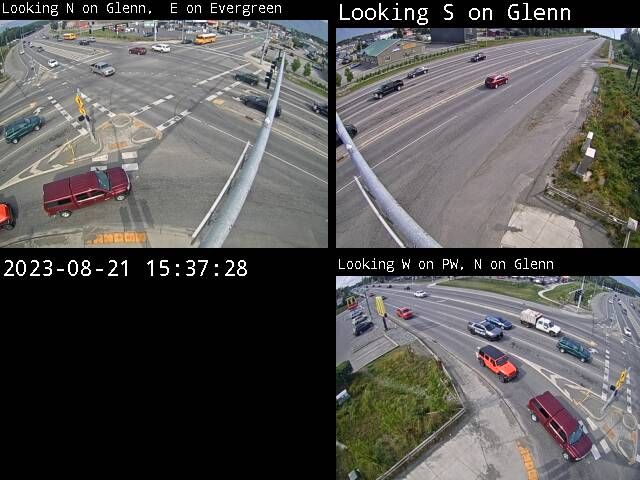 Looking N on Glenn,  E on Evergreen
Looking S on Glenn
2023-08-21 15:37:28
Looking W on PW, N on Glenn